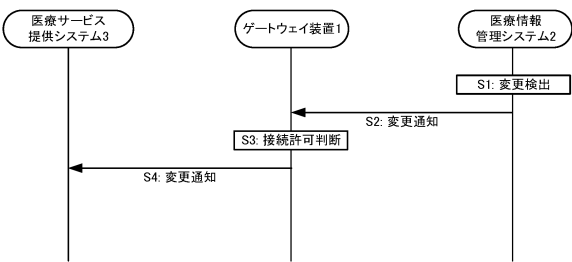 医療サービス
提供システム3
ゲートウェイ装置1
医療情報
管理システム2
S1: 変更検出
S2: 変更通知
S3: 接続許可判断
S4: 変更通知